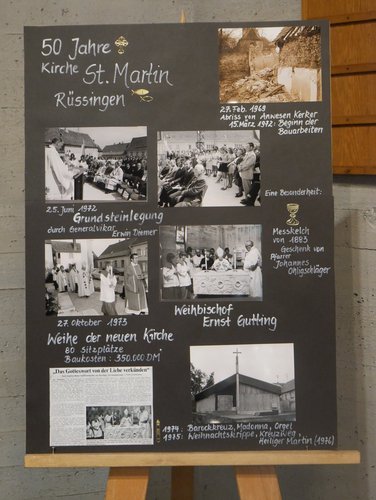 50 Jahre
Kirche St. Martin
Rüssingen
27. Feb. 1969
Abriss von Anwesen Kerker
15. März 1972: Beginn der
Bauarbeiten
25. Juni 1972
Grundsteinlegung
durch Generalvikar Erwin Diemer
Eine Besonderheit:
Messkelch
von 1883
Geschenk von
Pfarrer
Johannes
Ohligschläger
Weihbischof
Ernst Gutting
27. Oktober 1973
Weihe der neuen Kirche
80 Sitzplätze
Baukosten: 350.000 DM
"Das Gotteswort von der Liebe verkünden"
1974: Barockkreuz, Madonna, Orgel
1975: Weihnachtskrippe, Kreuzweg,
Heiliger Martin (1976)